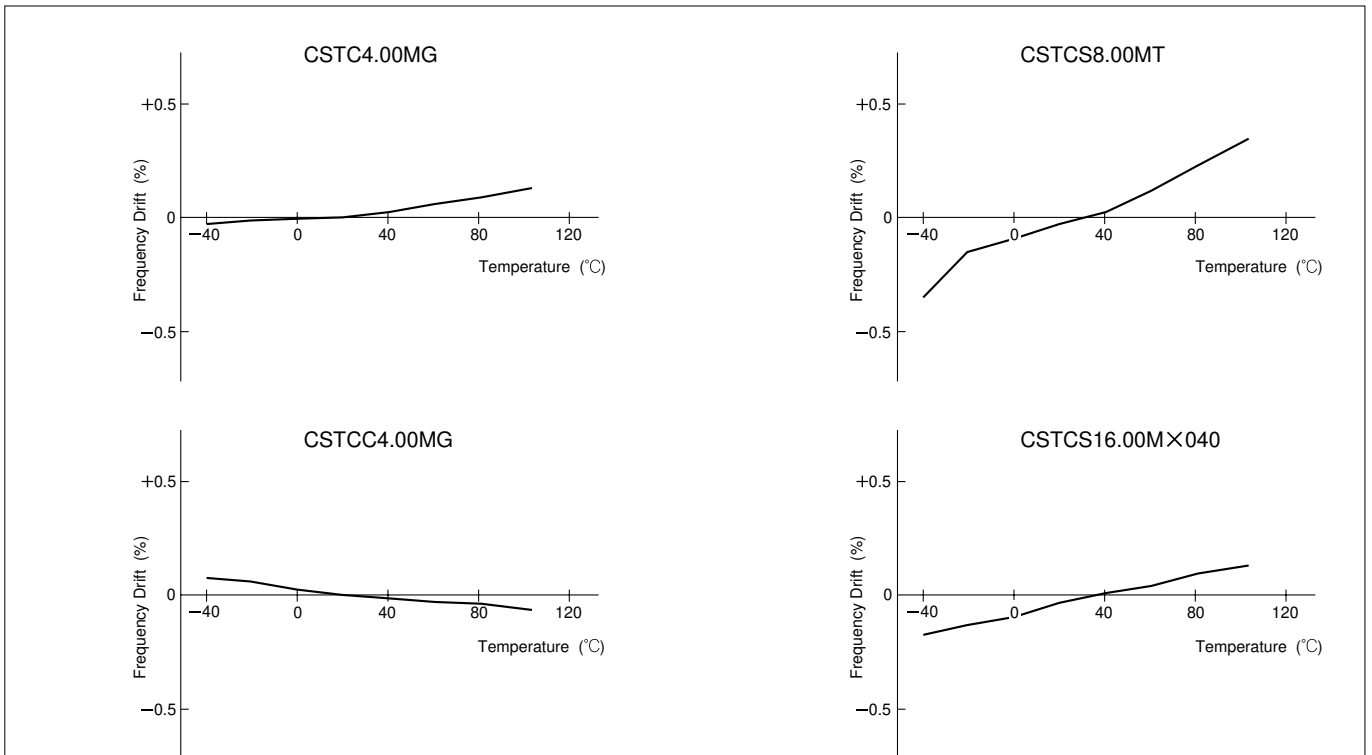 CSTC4.00MG
+0.5
0
−0.5
Frequency Drift (%)
−40 0 40 80 120
Temperature (°C)
CSTCS8.00MT
+0.5
0
−0.5
Frequency Drift (%)
−40 0 40 80 120
Temperature (°C)
CSTCC4.00MG
+0.5
0
−0.5
Frequency Drift (%)
−40 0 40 80 120
Temperature (°C)
CSTCS16.00M×040
+0.5
0
−0.5
Frequency Drift (%)
−40 0 40 80 120
Temperature (°C)